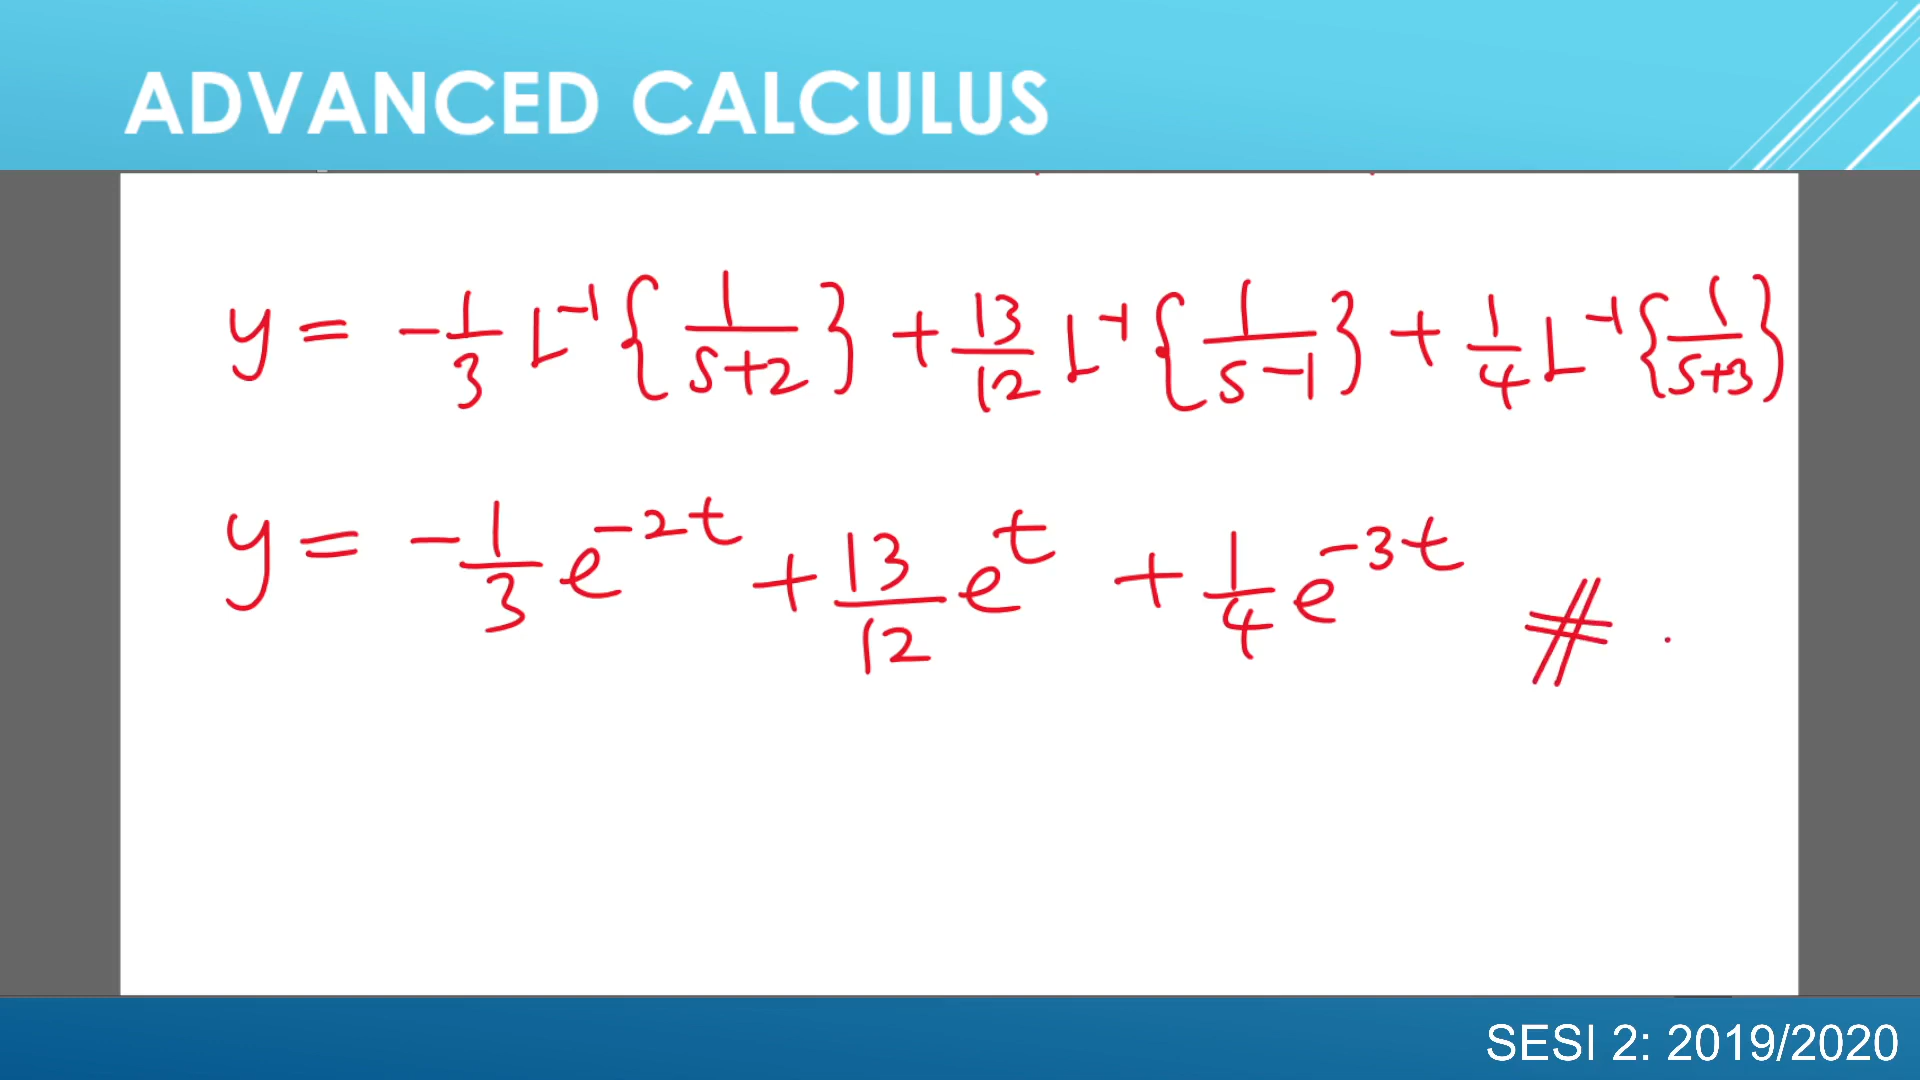 ADVANCED CALCULUS
y = -1/3 L⁻¹{1/(s+2)} + 13/12 L⁻¹{1/(s-1)} + 1/4 L⁻¹{1/(s+3)}
y = -1/3 e^(-2t) + 13/12 e^t + 1/4 e^(-3t) #
SESI 2: 2019/2020